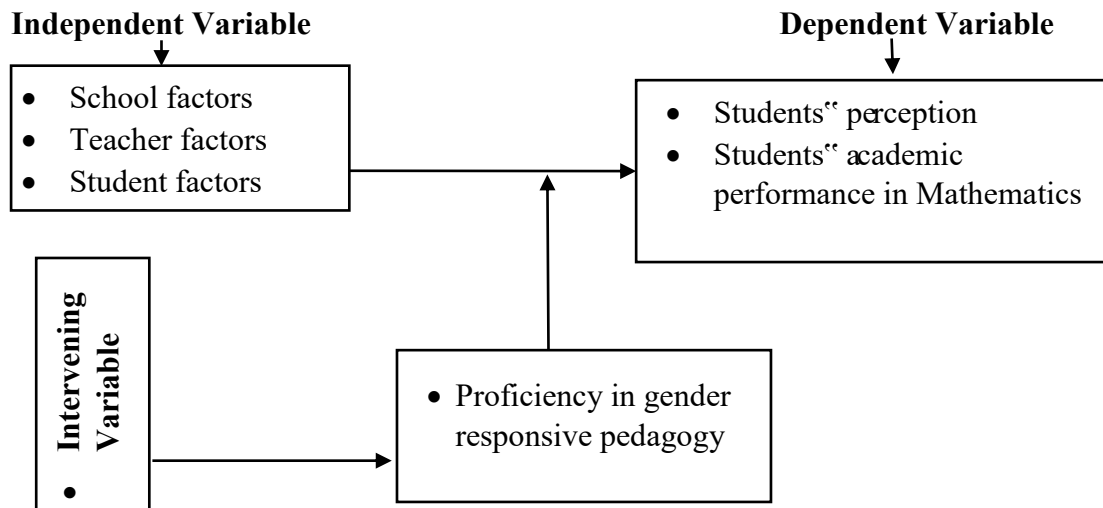 Independent Variable
Dependent Variable
• School factors
• Teacher factors
• Student factors
• Students‟ perception
• Students‟ academic
performance in Mathematics
• Intervening
Variable
• Proficiency in gender
responsive pedagogy